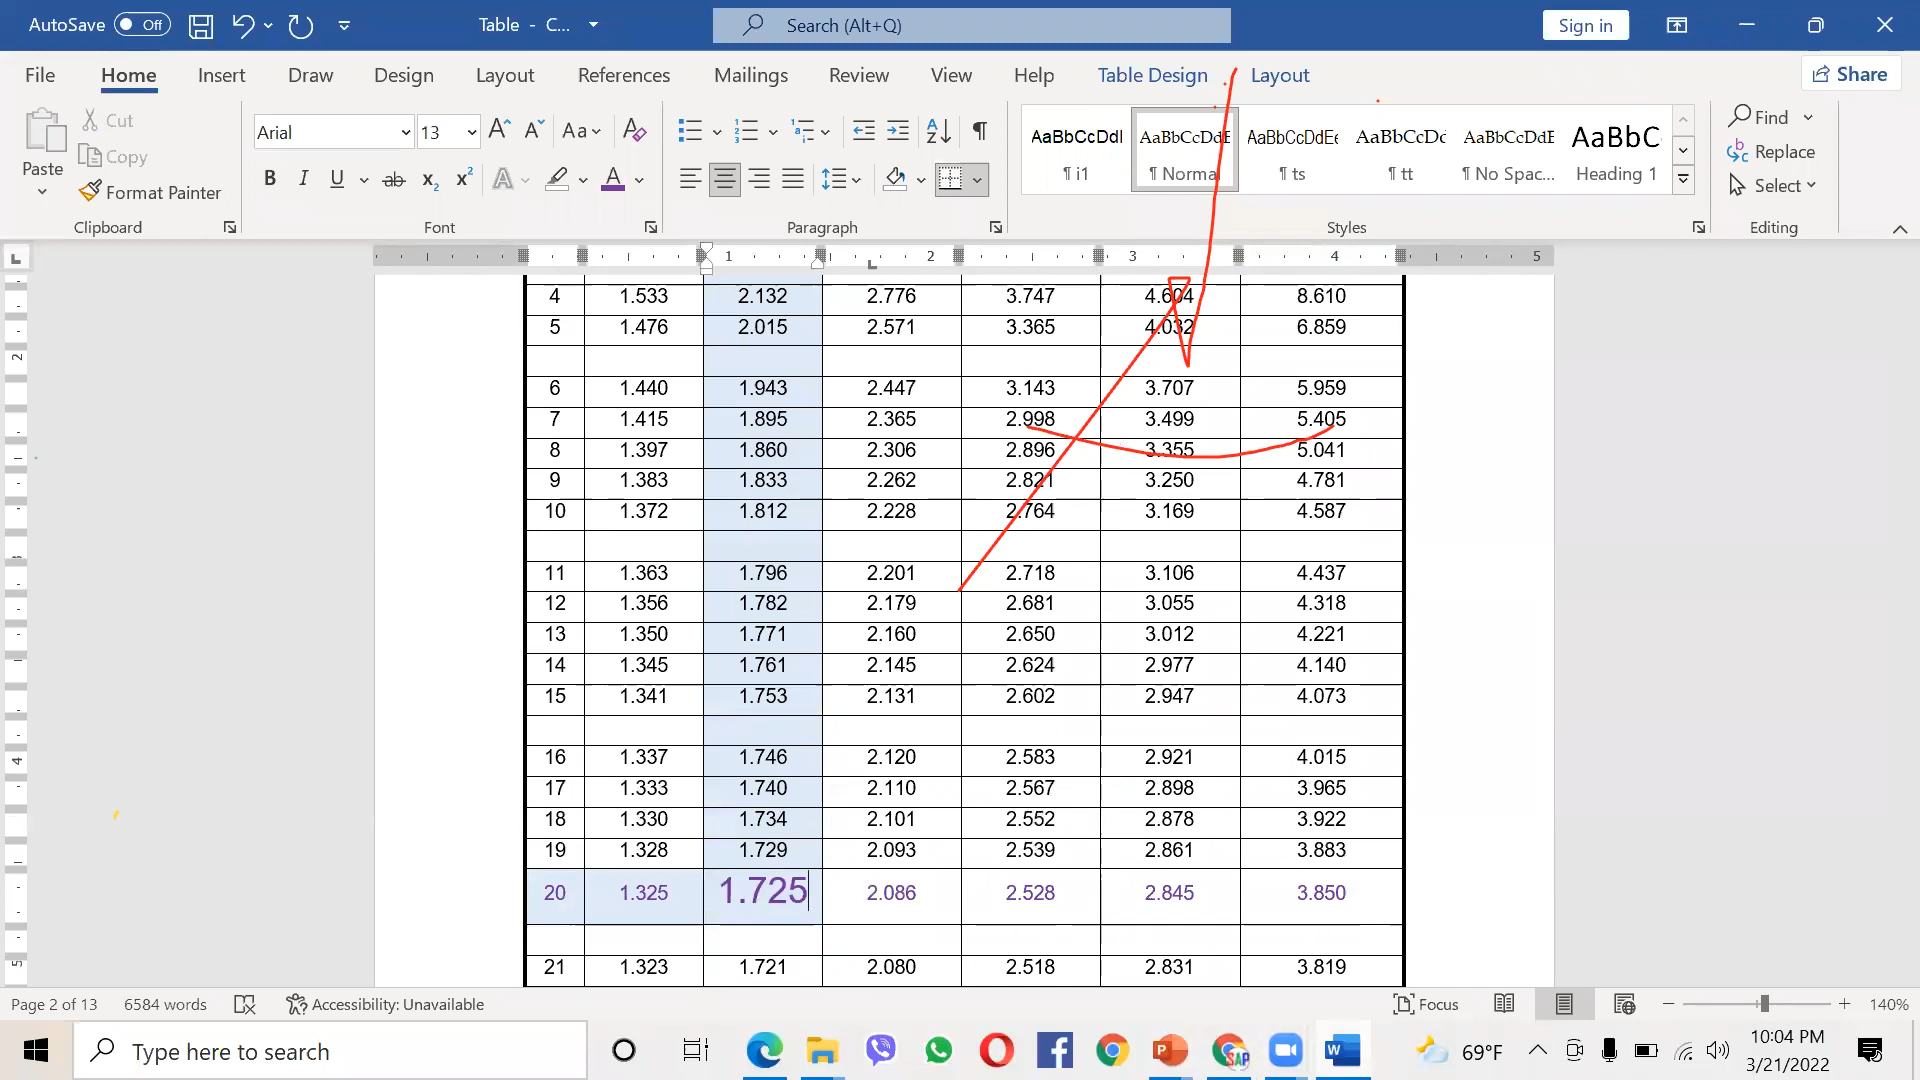 AutoSave Off Table - C... Search (Alt+Q) Sign in
File Home Insert Draw Design Layout References Mailings Review View Help Table Design Layout Share
Paste Cut Copy Format Painter
Clipboard
Arial 13 Aa
B I U ab x2 x2 A A
Font
Paragraph
AaBbCcDdI AaBbCcDdE AaBbCcDdEe AaBbCcDc AaBbCcDdE AaBbC
¶ i1 ¶ Normal ¶ ts ¶ tt ¶ No Spac... Heading 1
Styles
Find
Replace
Select
Editing
L 1 2 3 4 5
4 1.533 2.132 2.776 3.747 4.604 8.610
5 1.476 2.015 2.571 3.365 4.032 6.859
6 1.440 1.943 2.447 3.143 3.707 5.959
7 1.415 1.895 2.365 2.998 3.499 5.405
8 1.397 1.860 2.306 2.896 3.355 5.041
9 1.383 1.833 2.262 2.821 3.250 4.781
10 1.372 1.812 2.228 2.764 3.169 4.587
11 1.363 1.796 2.201 2.718 3.106 4.437
12 1.356 1.782 2.179 2.681 3.055 4.318
13 1.350 1.771 2.160 2.650 3.012 4.221
14 1.345 1.761 2.145 2.624 2.977 4.140
15 1.341 1.753 2.131 2.602 2.947 4.073
16 1.337 1.746 2.120 2.583 2.921 4.015
17 1.333 1.740 2.110 2.567 2.898 3.965
18 1.330 1.734 2.101 2.552 2.878 3.922
19 1.328 1.729 2.093 2.539 2.861 3.883
20 1.325 1.725 2.086 2.528 2.845 3.850
21 1.323 1.721 2.080 2.518 2.831 3.819
Page 2 of 13 6584 words Accessibility: Unavailable Focus 140%
Type here to search 69°F 10:04 PM
3/21/2022